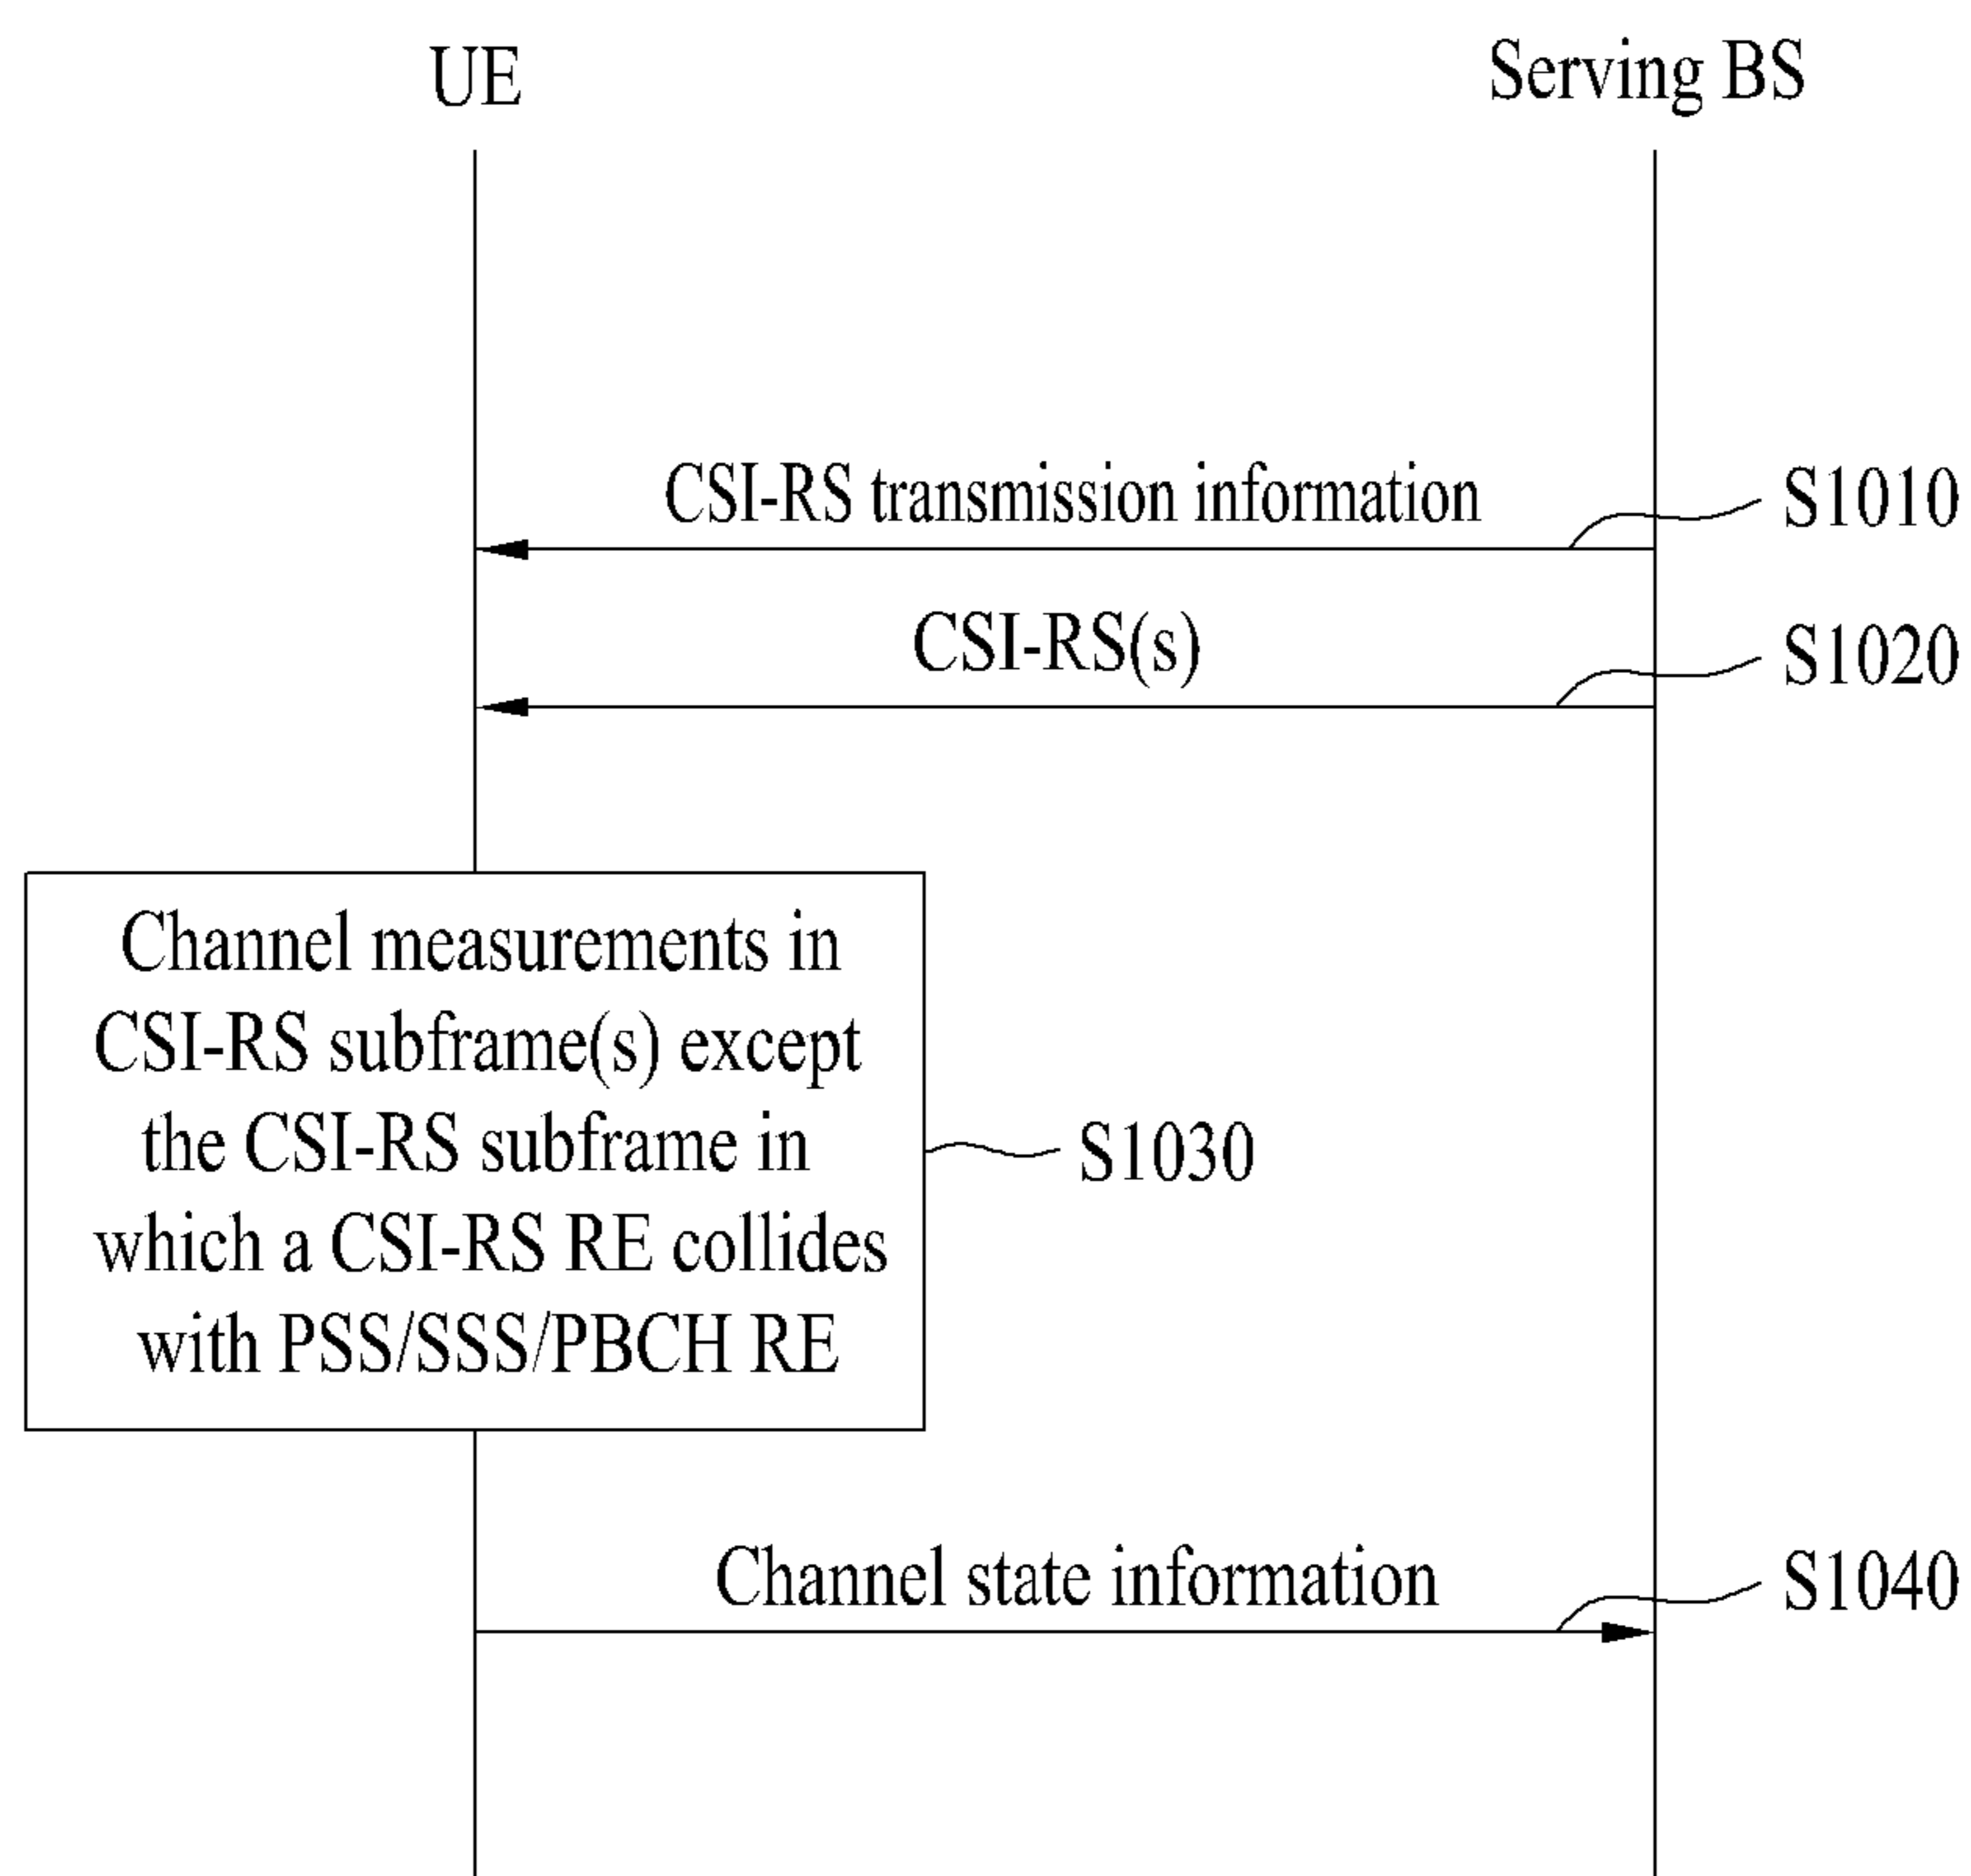 UE
Serving BS
CSI-RS transmission information
S1010
CSI-RS(s)
S1020
Channel measurements in
CSI-RS subframe(s) except
the CSI-RS subframe in
which a CSI-RS RE collides
with PSS/SSS/PBCH RE
S1030
Channel state information
S1040